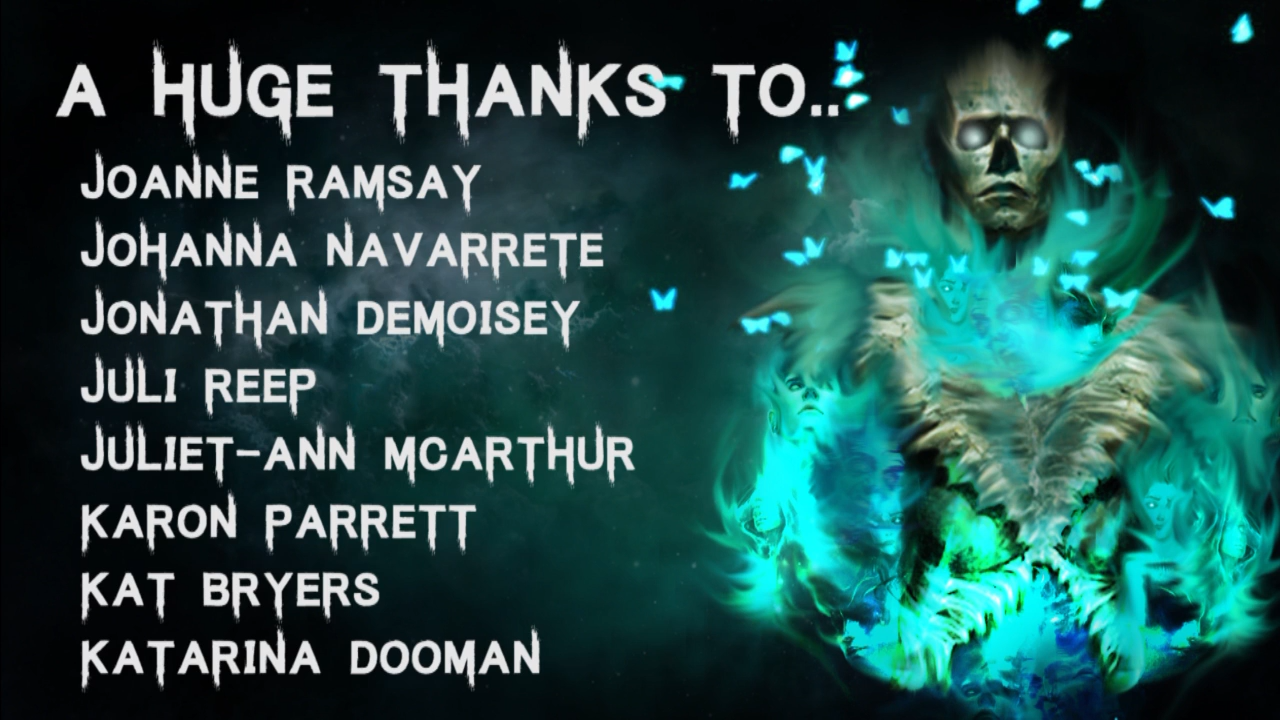 A HUGE THANKS TO..
JOANNE RAMSAY
JOHANNA NAVARRETE
JONATHAN DEMOISEY
JULI REEP
JULIET-ANN MCARTHUR
KARON PARRETT
KAT BRYERS
KATARINA DOOMAN